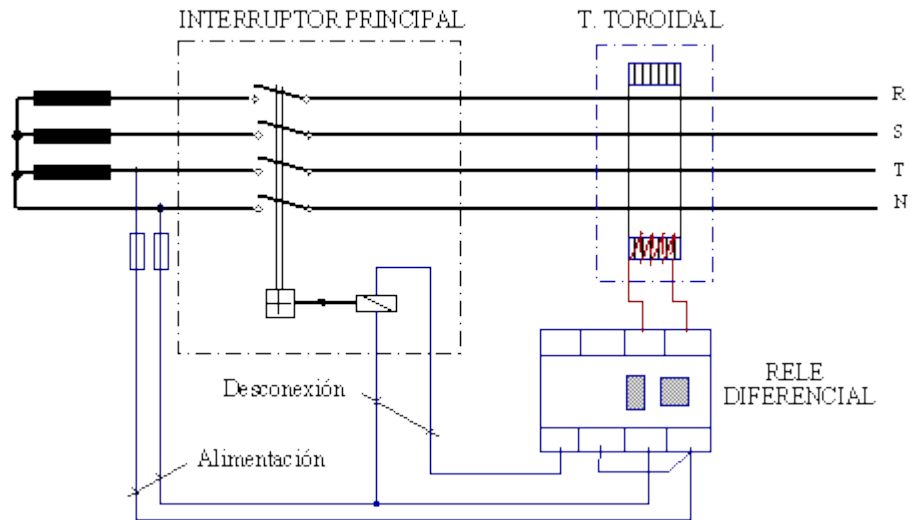 INTERRUPTOR PRINCIPAL
T. TOROIDAL
R
S
T
N
Desconexión
RELE
DIFERENCIAL
Alimentación